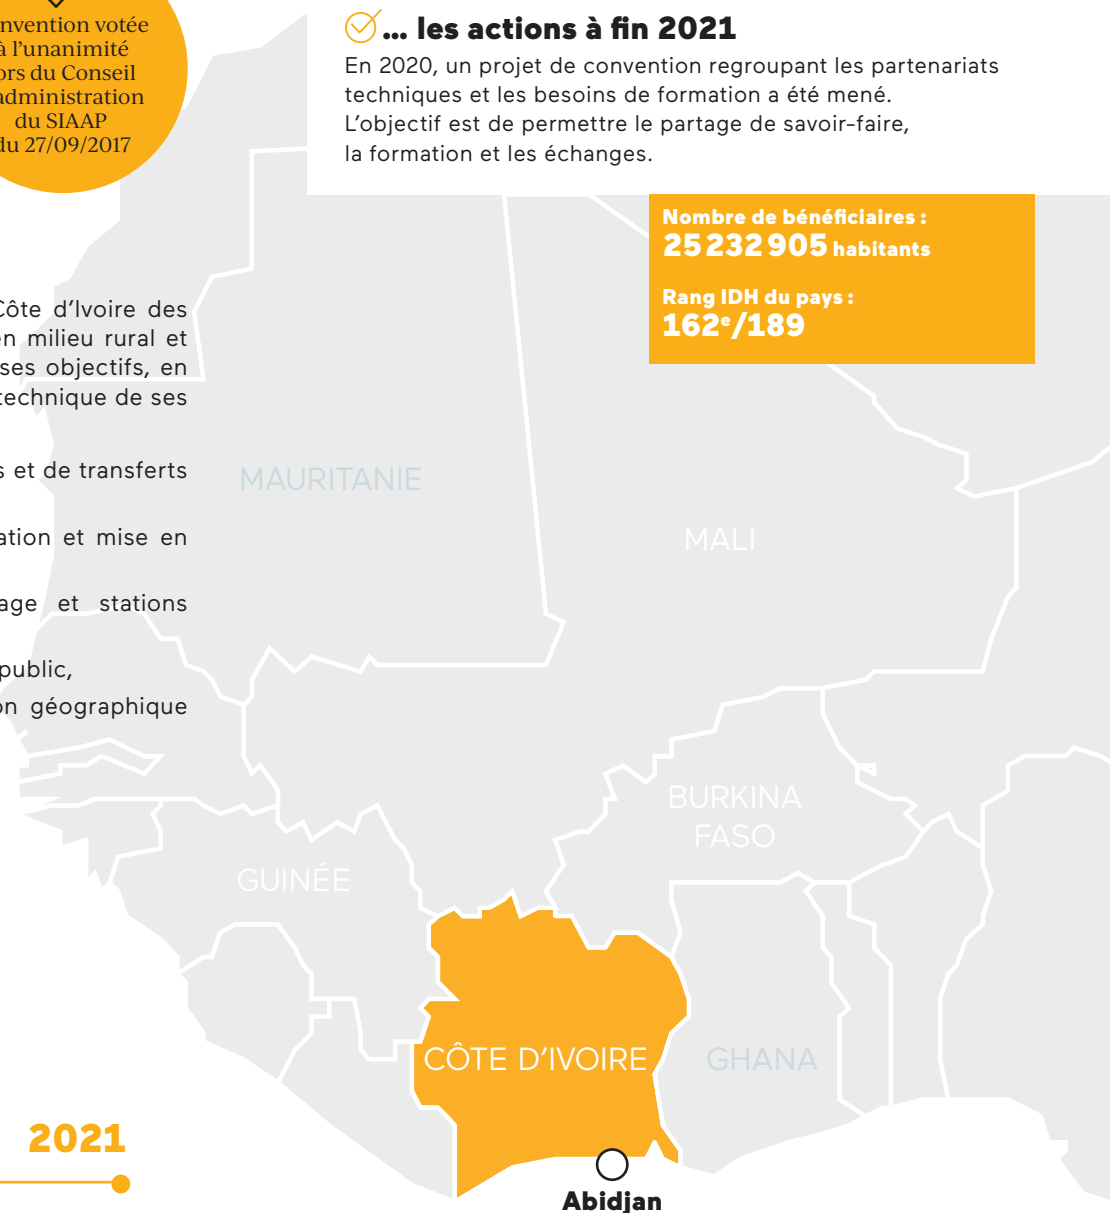 nvention votée
à l’unanimité
ors du Conseil
administration
du SIAAP
du 27/09/2017
... les actions à fin 2021
En 2020, un projet de convention regroupant les partenariats
techniques et les besoins de formation a été mené.
L’objectif est de permettre le partage de savoir-faire,
la formation et les échanges.
Nombre de bénéficiaires :
25 232 905 habitants
Rang IDH du pays :
162e/189
Côte d’Ivoire des
en milieu rural et
ses objectifs, en
technique de ses
s et de transferts
ation et mise en
age et stations
public,
on géographique
MAURITANIE
MALI
BURKINA
FASO
GUINÉE
CÔTE D’IVOIRE
GHANA
2021
Abidjan